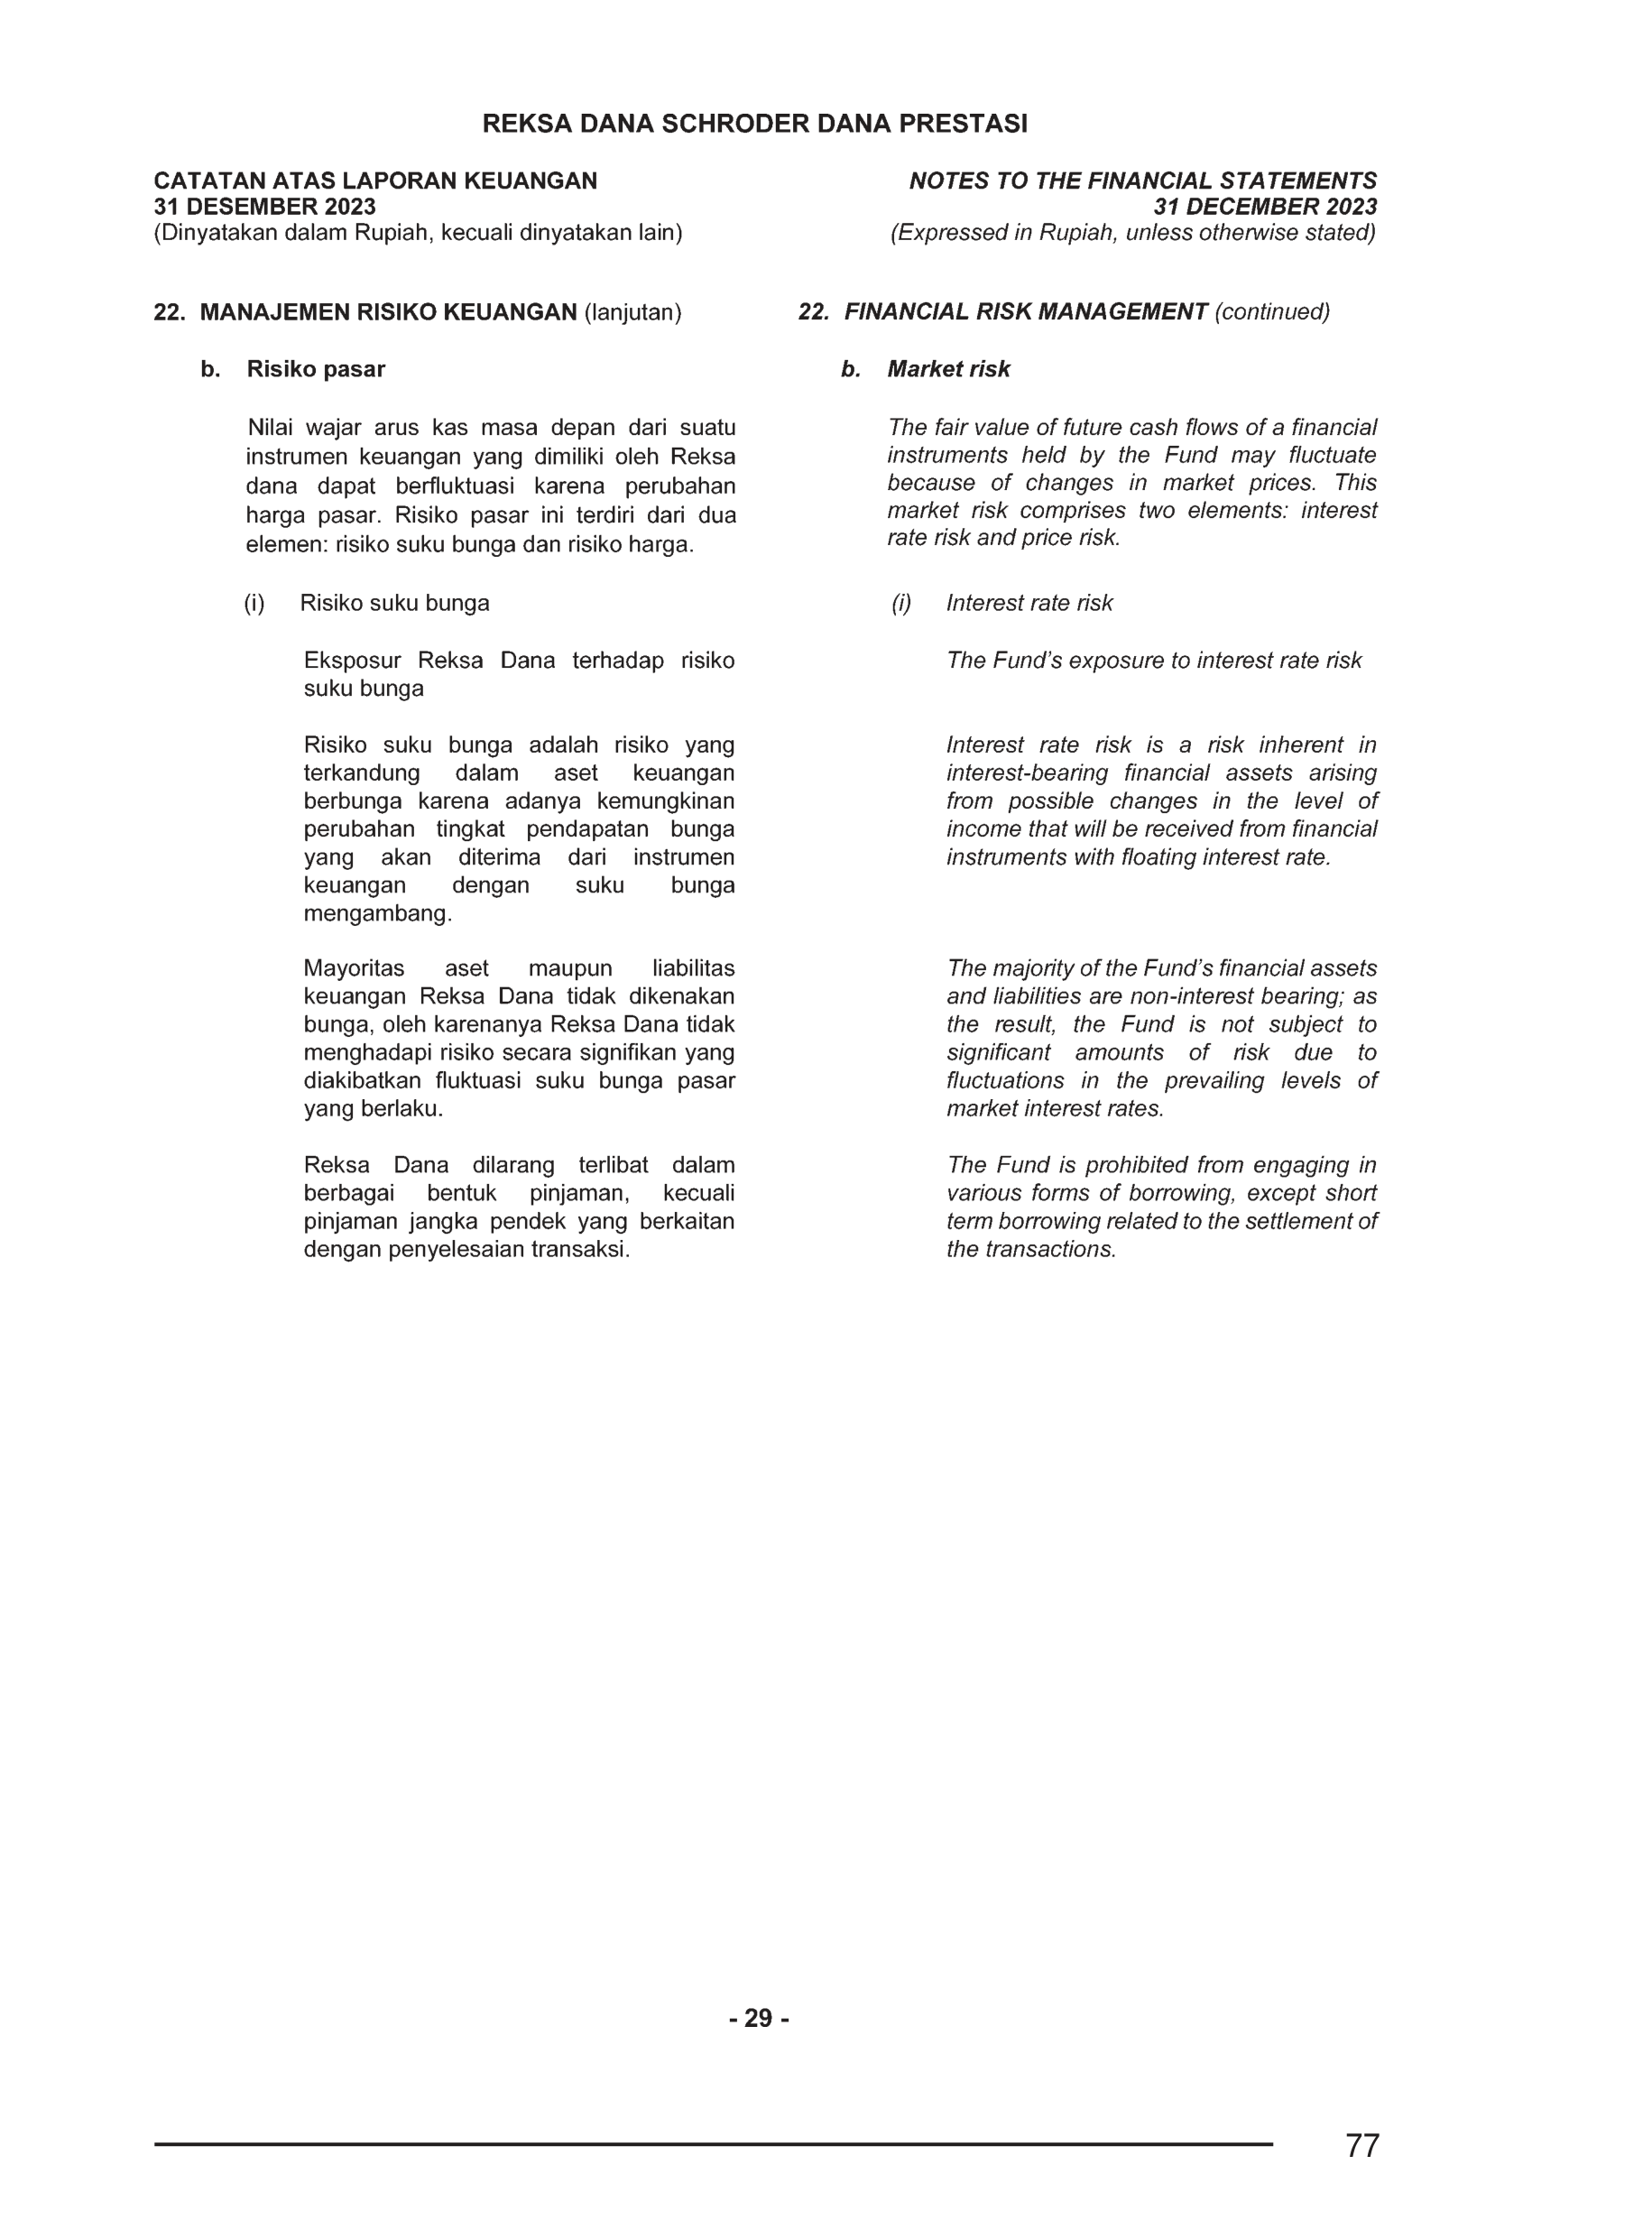 REKSA DANA SCHRODER DANA PRESTASI
CATATAN ATAS LAPORAN KEUANGAN
31 DESEMBER 2023
(Dinyatakan dalam Rupiah, kecuali dinyatakan lain)
NOTES TO THE FINANCIAL STATEMENTS
31 DECEMBER 2023
(Expressed in Rupiah, unless otherwise stated)
22. MANAJEMEN RISIKO KEUANGAN (lanjutan)
b. Risiko pasar
Nilai wajar arus kas masa depan dari suatu
instrumen keuangan yang dimiliki oleh Reksa
dana dapat berfluktuasi karena perubahan
harga pasar. Risiko pasar ini terdiri dari dua
elemen: risiko suku bunga dan risiko harga.
(i) Risiko suku bunga
Eksposur Reksa Dana terhadap risiko
suku bunga
Risiko suku bunga adalah risiko yang
terkandung dalam aset keuangan
berbunga karena adanya kemungkinan
perubahan tingkat pendapatan bunga
yang akan diterima dari instrumen
keuangan dengan suku bunga
mengambang.
Mayoritas aset maupun liabilitas
keuangan Reksa Dana tidak dikenakan
bunga, oleh karenanya Reksa Dana tidak
menghadapi risiko secara signifikan yang
diakibatkan fluktuasi suku bunga pasar
yang berlaku.
Reksa Dana dilarang terlibat dalam
berbagai bentuk pinjaman, kecuali
pinjaman jangka pendek yang berkaitan
dengan penyelesaian transaksi.
22. FINANCIAL RISK MANAGEMENT (continued)
b. Market risk
The fair value of future cash flows of a financial
instruments held by the Fund may fluctuate
because of changes in market prices. This
market risk comprises two elements: interest
rate risk and price risk.
(i) Interest rate risk
The Fund’s exposure to interest rate risk
Interest rate risk is a risk inherent in
interest-bearing financial assets arising
from possible changes in the level of
income that will be received from financial
instruments with floating interest rate.
The majority of the Fund’s financial assets
and liabilities are non-interest bearing; as
the result, the Fund is not subject to
significant amounts of risk due to
fluctuations in the prevailing levels of
market interest rates.
The Fund is prohibited from engaging in
various forms of borrowing, except short
term borrowing related to the settlement of
the transactions.
- 29 -
77